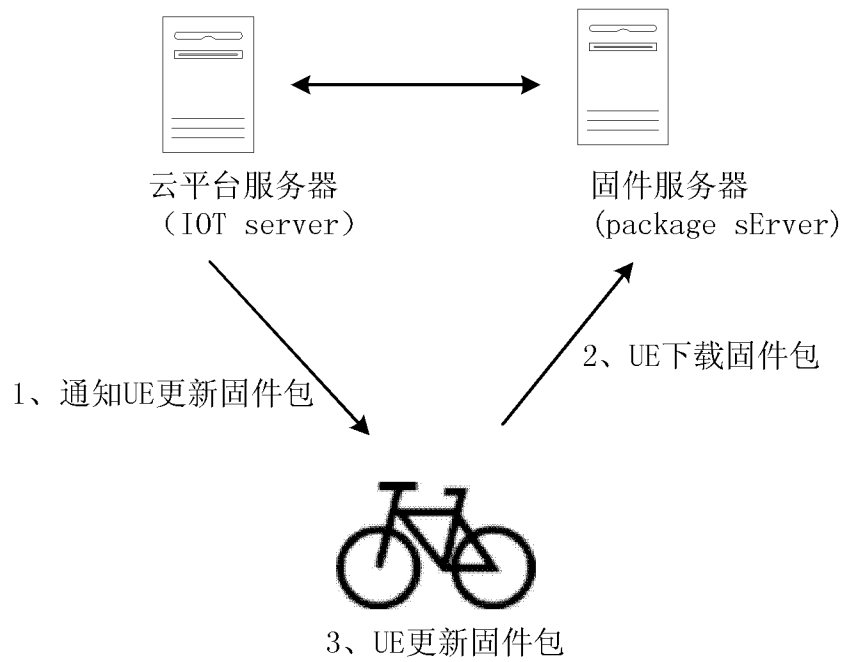 云平台服务器
（IOT server）
固件服务器
(package sErver)
1、通知UE更新固件包
2、UE下载固件包
3、UE更新固件包